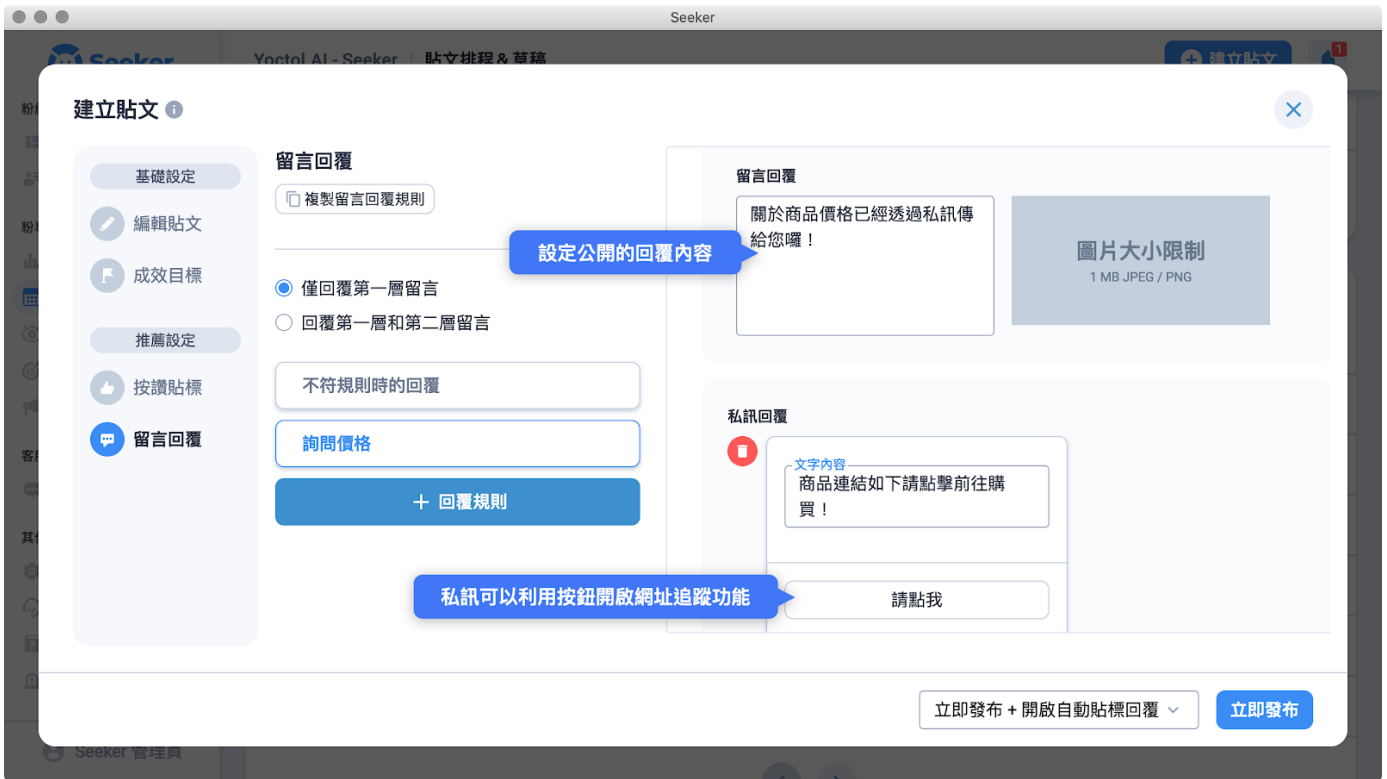 Seeker
Seeker
Yoctol AI - Seeker
貼文排程 & 草稿
建立貼文
1
建立貼文
基礎設定
編輯貼文
成效目標
推薦設定
按讚貼標
留言回覆
留言回覆
複製留言回覆規則
僅回覆第一層留言
回覆第一層和第二層留言
不符規則時的回覆
詢問價格
+ 回覆規則
留言回覆
關於商品價格已經透過私訊傳
給您囉！
設定公開的回覆內容
圖片大小限制
1 MB JPEG / PNG
私訊回覆
文字內容
商品連結如下請點擊前往購
買！
私訊可以利用按鈕開啟網址追蹤功能
請點我
立即發布 + 開啟自動貼標回覆
立即發布
Seeker 管理員